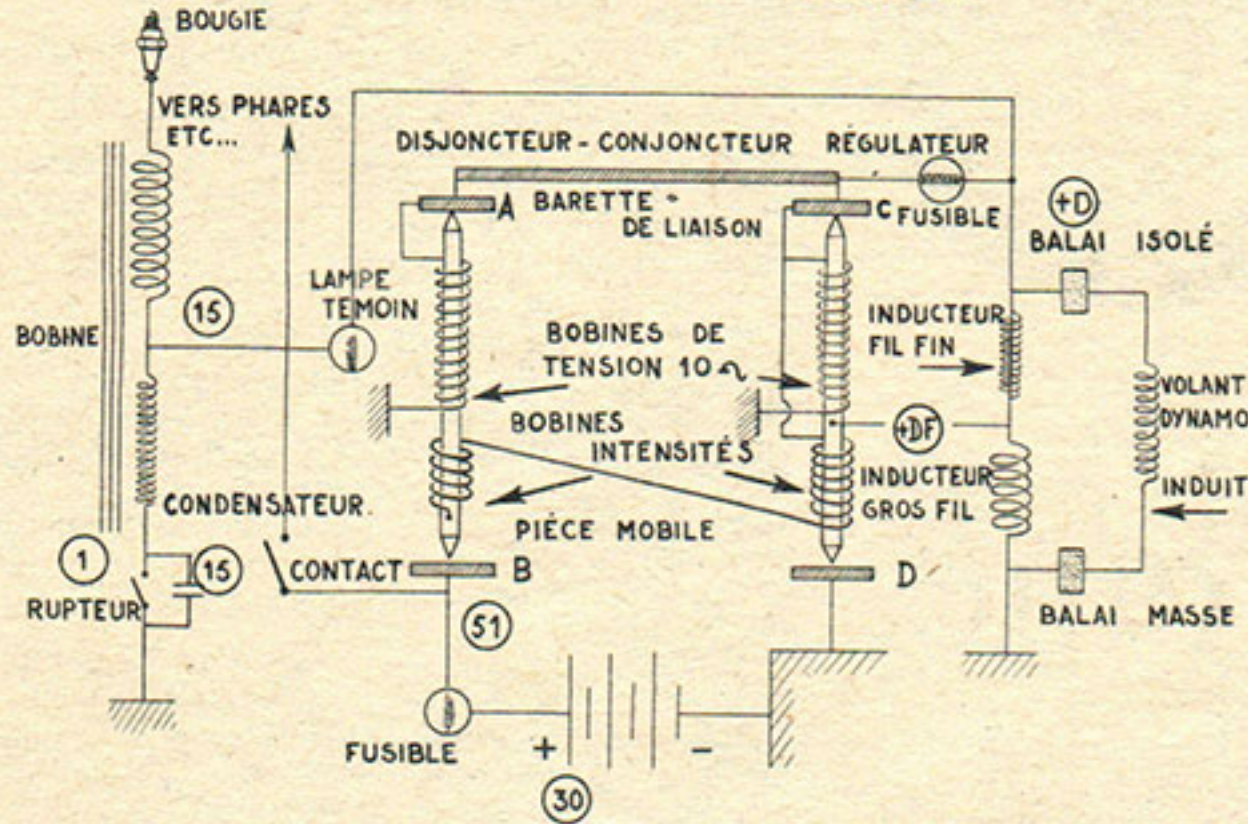 BOUGIE
VERS PHARES
ETC...
DISJONCTEUR - CONJONCTEUR RÉGULATEUR
A
BARETTE -
DE LIAISON
C
FUSIBLE
+D
BALAI ISOLÉ
LAMPE
TEMOIN
15
BOBINE
BOBINES DE
TENSION 10 Ω
INDUCTEUR
FIL FIN
VOLANT
DYNAMO
BOBINES
INTENSITÉS
+DF
INDUCTEUR
GROS FIL
INDUIT
CONDENSATEUR.
PIÈCE MOBILE
1
15
CONTACT
B
D
RUPTEUR
51
BALAI MASSE
FUSIBLE
+
-
30